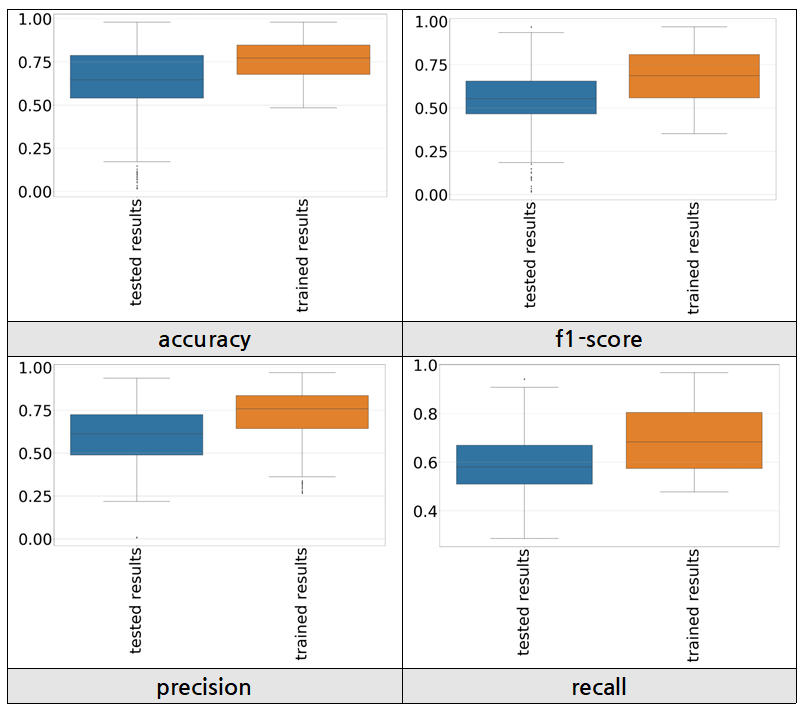 1.00
0.75
0.50
0.25
0.00
tested results
trained results
accuracy
1.00
0.75
0.50
0.25
0.00
tested results
trained results
f1-score
1.00
0.75
0.50
0.25
0.00
tested results
trained results
precision
1.0
0.8
0.6
0.4
tested results
trained results
recall